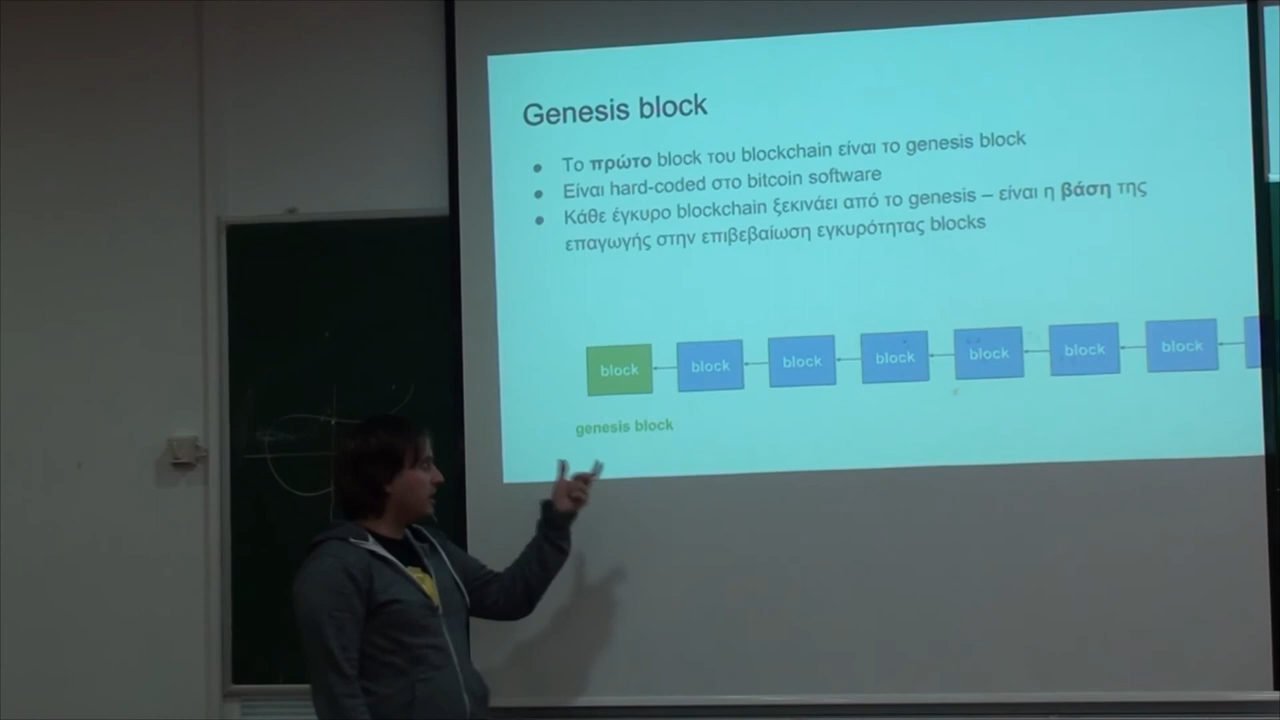 Genesis block
● Το πρώτο block του blockchain είναι το genesis block
● Είναι hard-coded στο bitcoin software
● Κάθε έγκυρο blockchain ξεκινάει από το genesis – είναι η βάση της
επαγωγής στην επιβεβαίωση εγκυρότητας blocks
block block block block block block block
genesis block